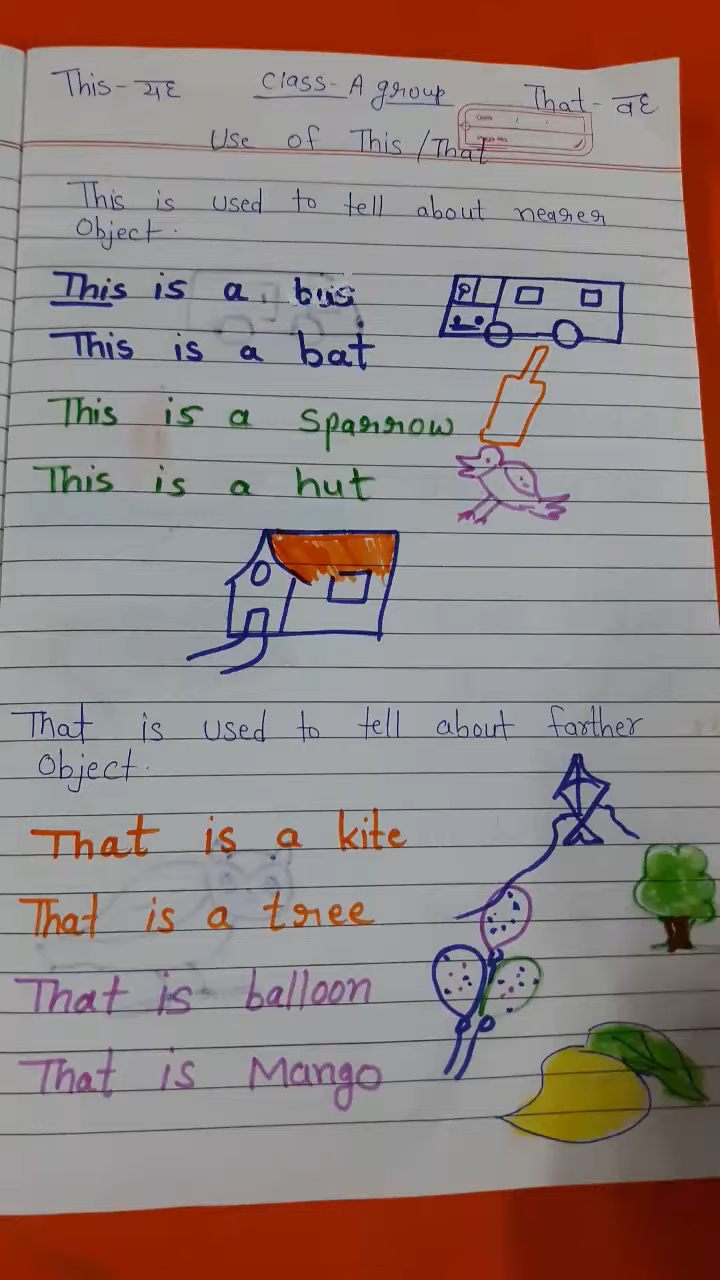 This - यह Class - A group That - वह
Use of This / That
This is used to tell about nearer
Object.
This is a bus
This is a bat
This is a sparrow
This is a hut
That is used to tell about farther
Object.
That is a kite
That is a tree
That is balloon
That is Mango